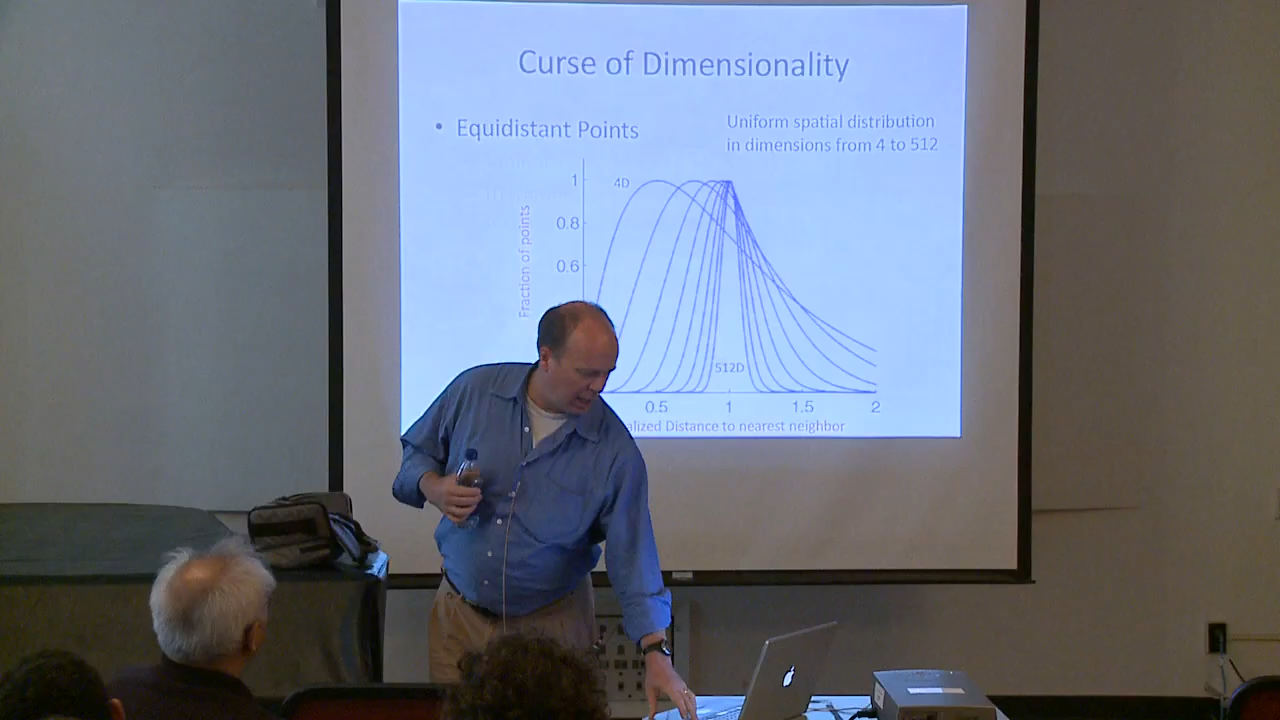 Curse of Dimensionality
• Equidistant Points
Uniform spatial distribution
in dimensions from 4 to 512
4D
1
0.8
0.6
Fraction of points
512D
0.5 1 1.5 2
Distance to nearest neighbor